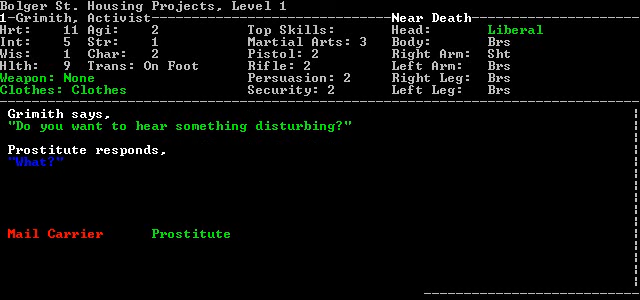 Bolger St. Housing Projects, Level 1
1-Grimith, Activist Near Death
Hrt: 11 Agi: 2 Top Skills: Head: Liberal
Int: 5 Str: 1 Martial Arts: 3 Body: Brs
Wis: 1 Char: 2 Pistol: 2 Right Arm: Sht
Hlth: 9 Trans: On Foot Rifle: 2 Left Arm: Brs
Weapon: None Persuasion: 2 Right Leg: Brs
Clothes: Clothes Security: 2 Left Leg: Brs
Grimith says,
"Do you want to hear something disturbing?"
Prostitute responds,
"What?"
Mail Carrier Prostitute